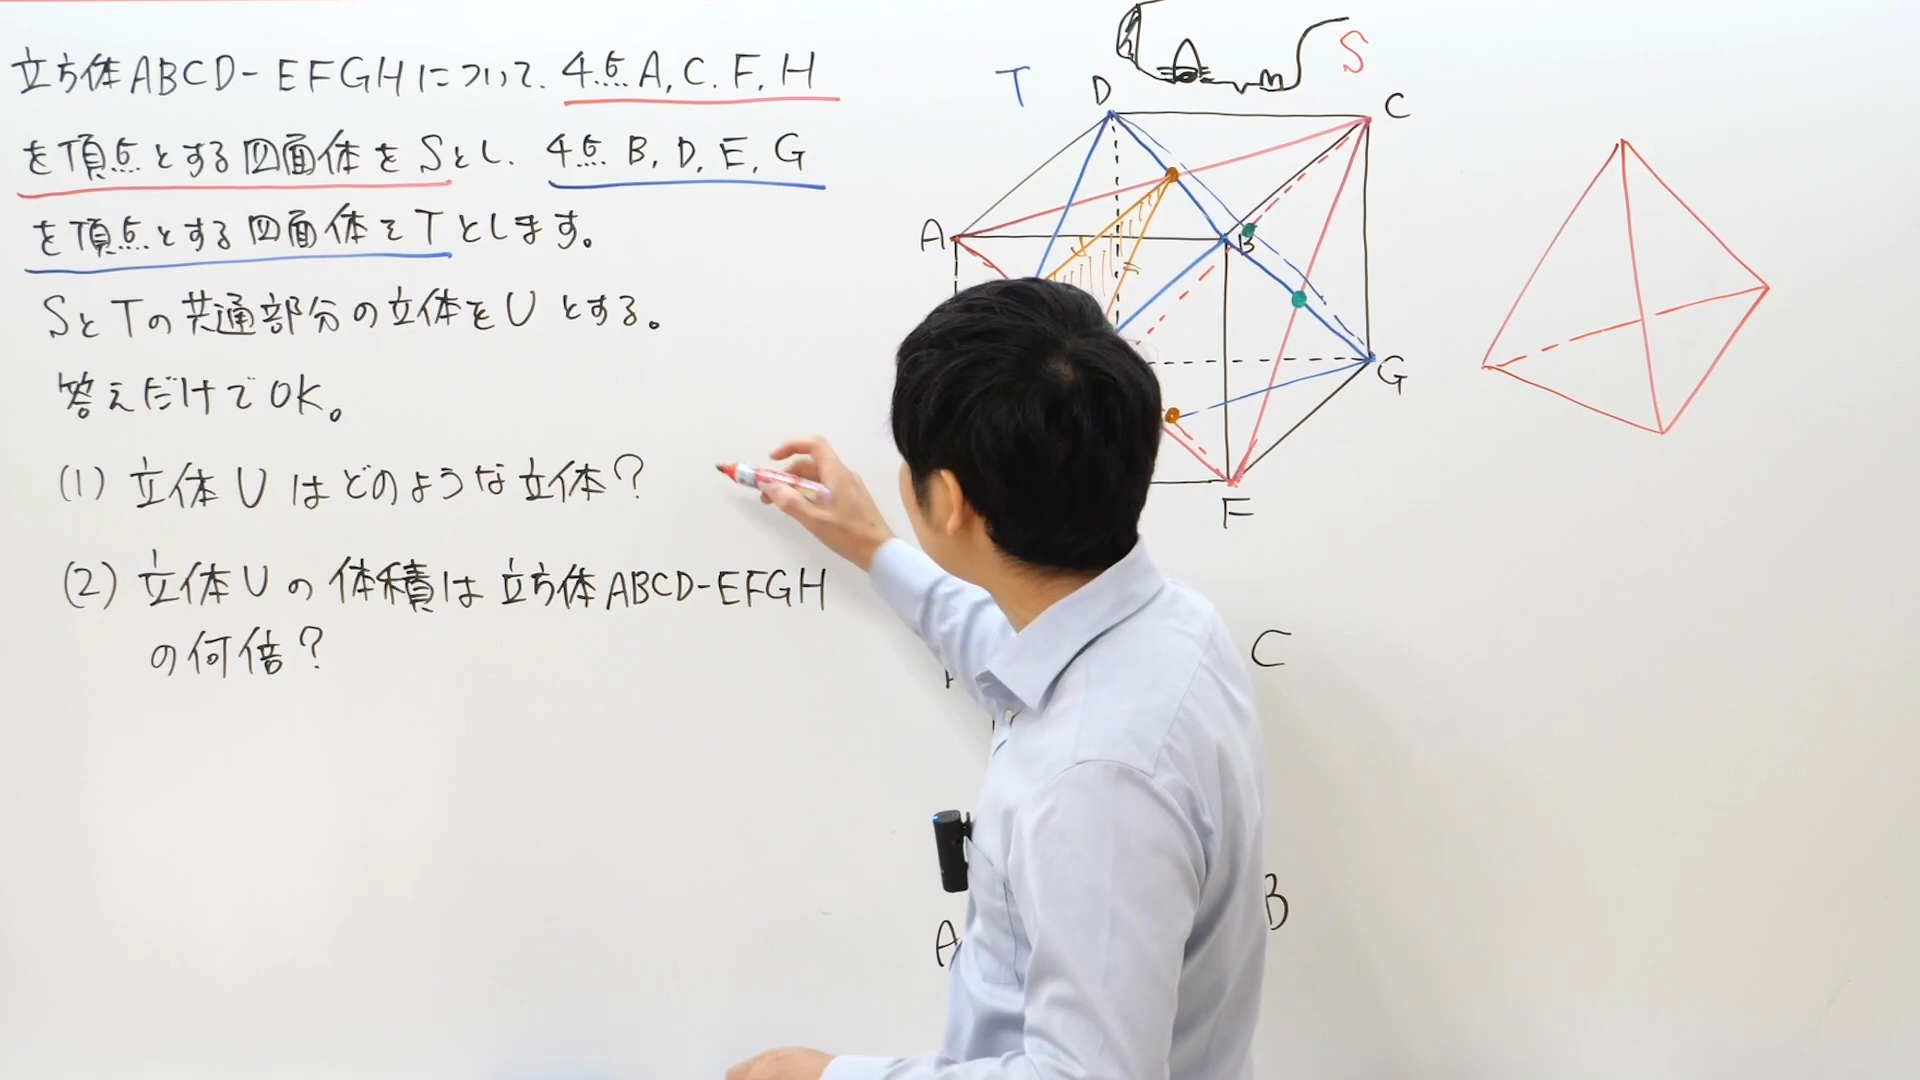 立方体ABCD-EFGHについて、4点A,C,F,H
を頂点とする四面体をSとし、4点B,D,E,G
を頂点とする四面体をTとします。
SとTの共通部分の立体をUとする。
答えだけでOK。
(1) 立体Uはどのような立体?
(2) 立体Uの体積は立方体ABCD-EFGH
の何倍?
T
S
D
C
A
B
G
F
C
A
B